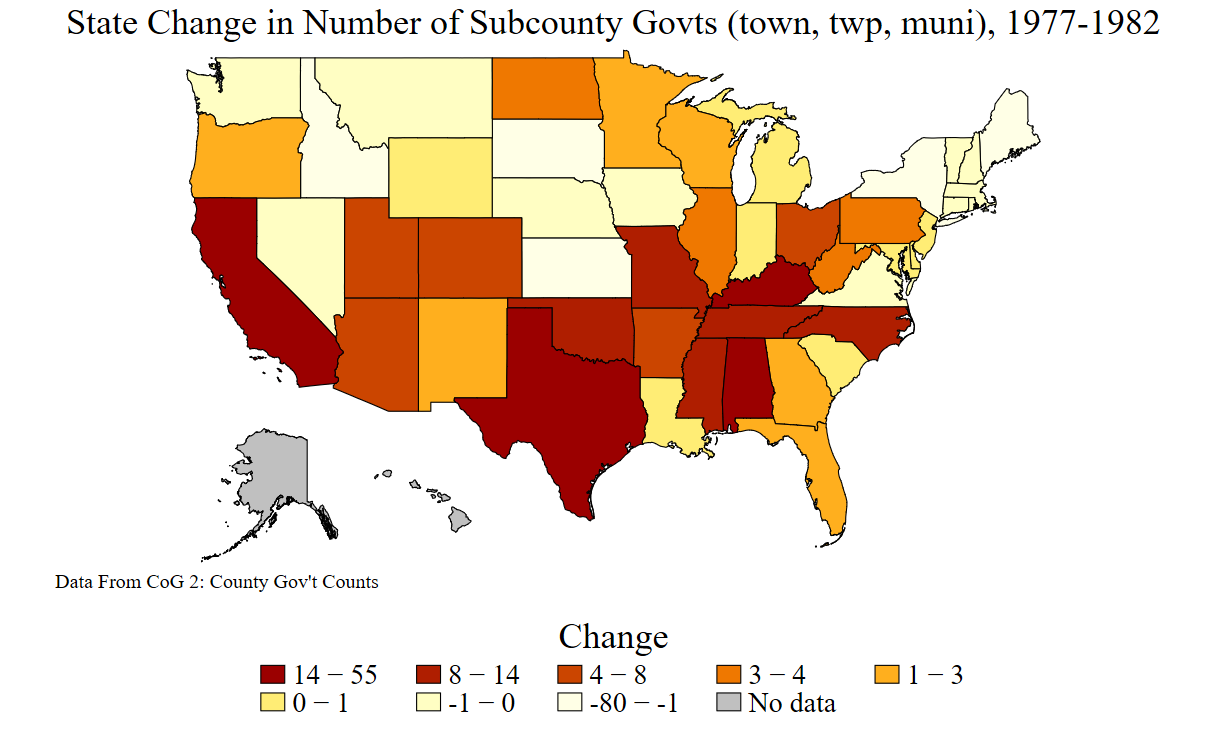 State Change in Number of Subcounty Govts (town, twp, muni), 1977-1982
Data From CoG 2: County Gov't Counts
Change
14 − 55 8 − 14 4 − 8 3 − 4 1 − 3
0 − 1 -1 − 0 -80 − -1 No data